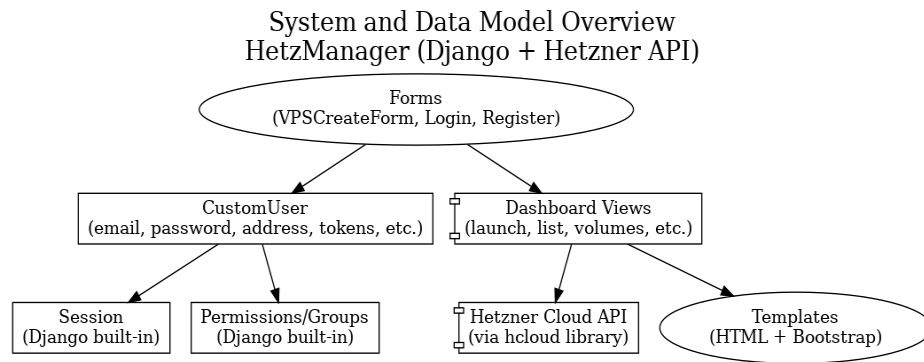 System and Data Model Overview
HetzManager (Django + Hetzner API)
Forms
(VPSCreateForm, Login, Register)
CustomUser
(email, password, address, tokens, etc.)
Dashboard Views
(launch, list, volumes, etc.)
Session
(Django built-in)
Permissions/Groups
(Django built-in)
Hetzner Cloud API
(via hcloud library)
Templates
(HTML + Bootstrap)